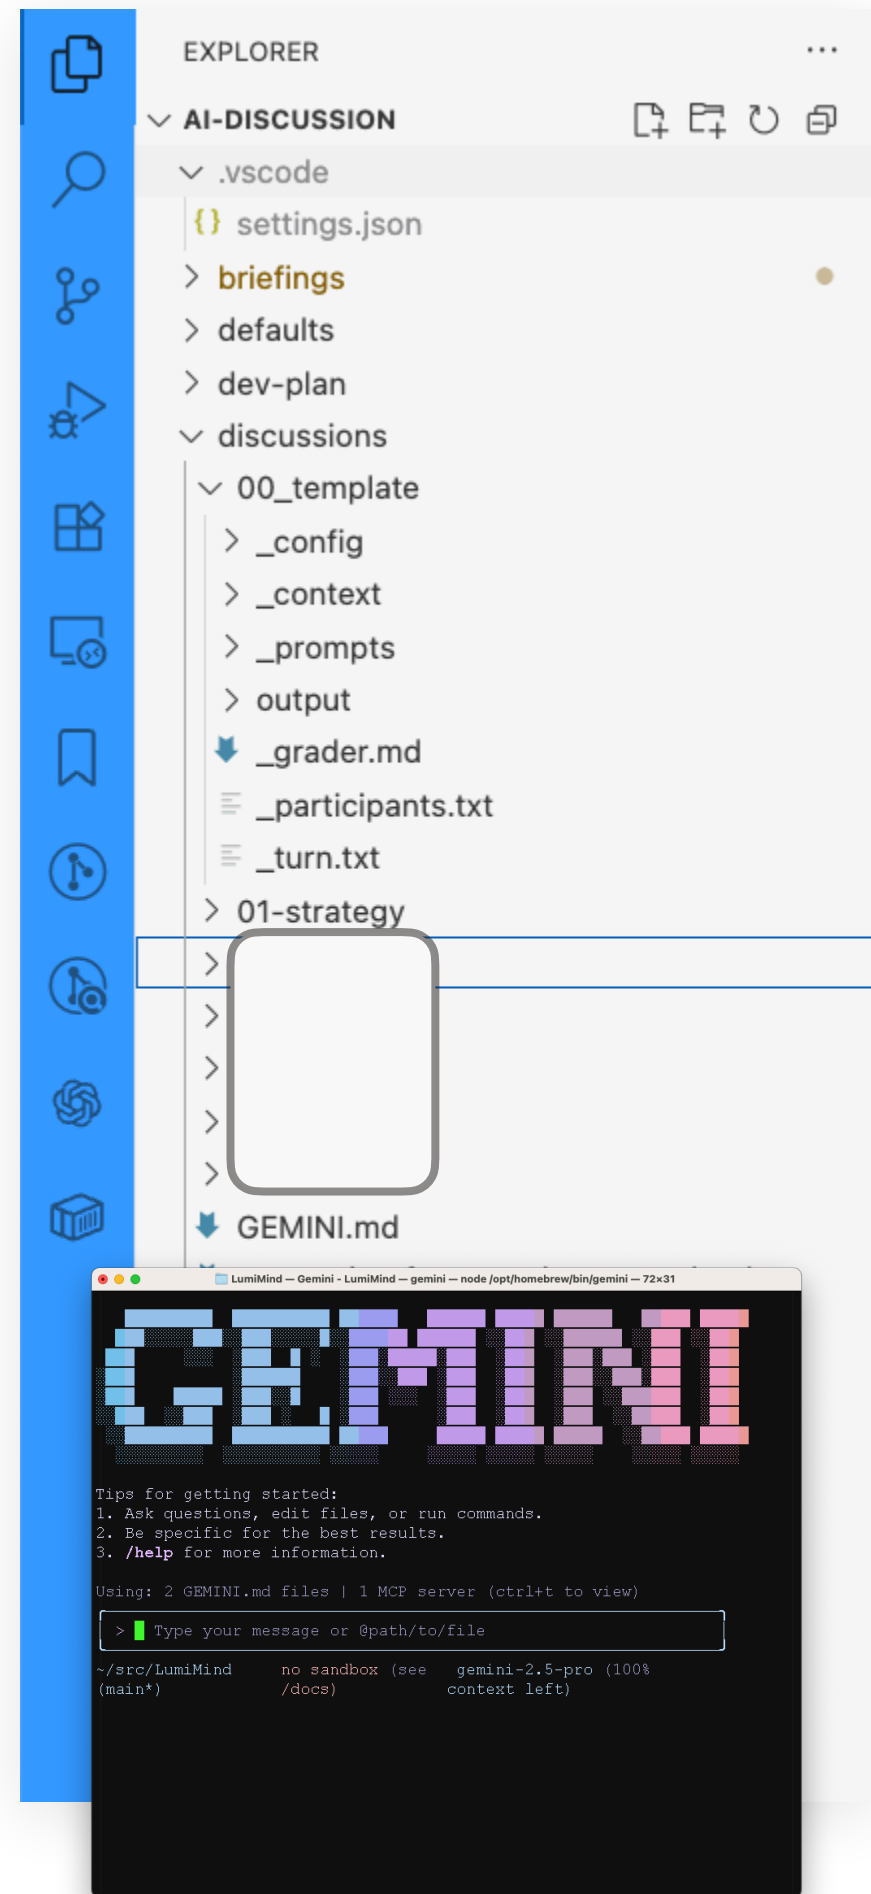 EXPLORER
AI-DISCUSSION
.vscode
{} settings.json
briefings
defaults
dev-plan
discussions
00_template
_config
_context
_prompts
output
_grader.md
_participants.txt
_turn.txt
01-strategy
GEMINI.md
LumiMind — Gemini - LumiMind — gemini — node /opt/homebrew/bin/gemini — 72×31
GEMINI
Tips for getting started:
1. Ask questions, edit files, or run commands.
2. Be specific for the best results.
3. /help for more information.
Using: 2 GEMINI.md files | 1 MCP server (ctrl+t to view)
> Type your message or @path/to/file
~/src/LumiMind no sandbox (see gemini-2.5-pro (100%
(main*) /docs) context left)